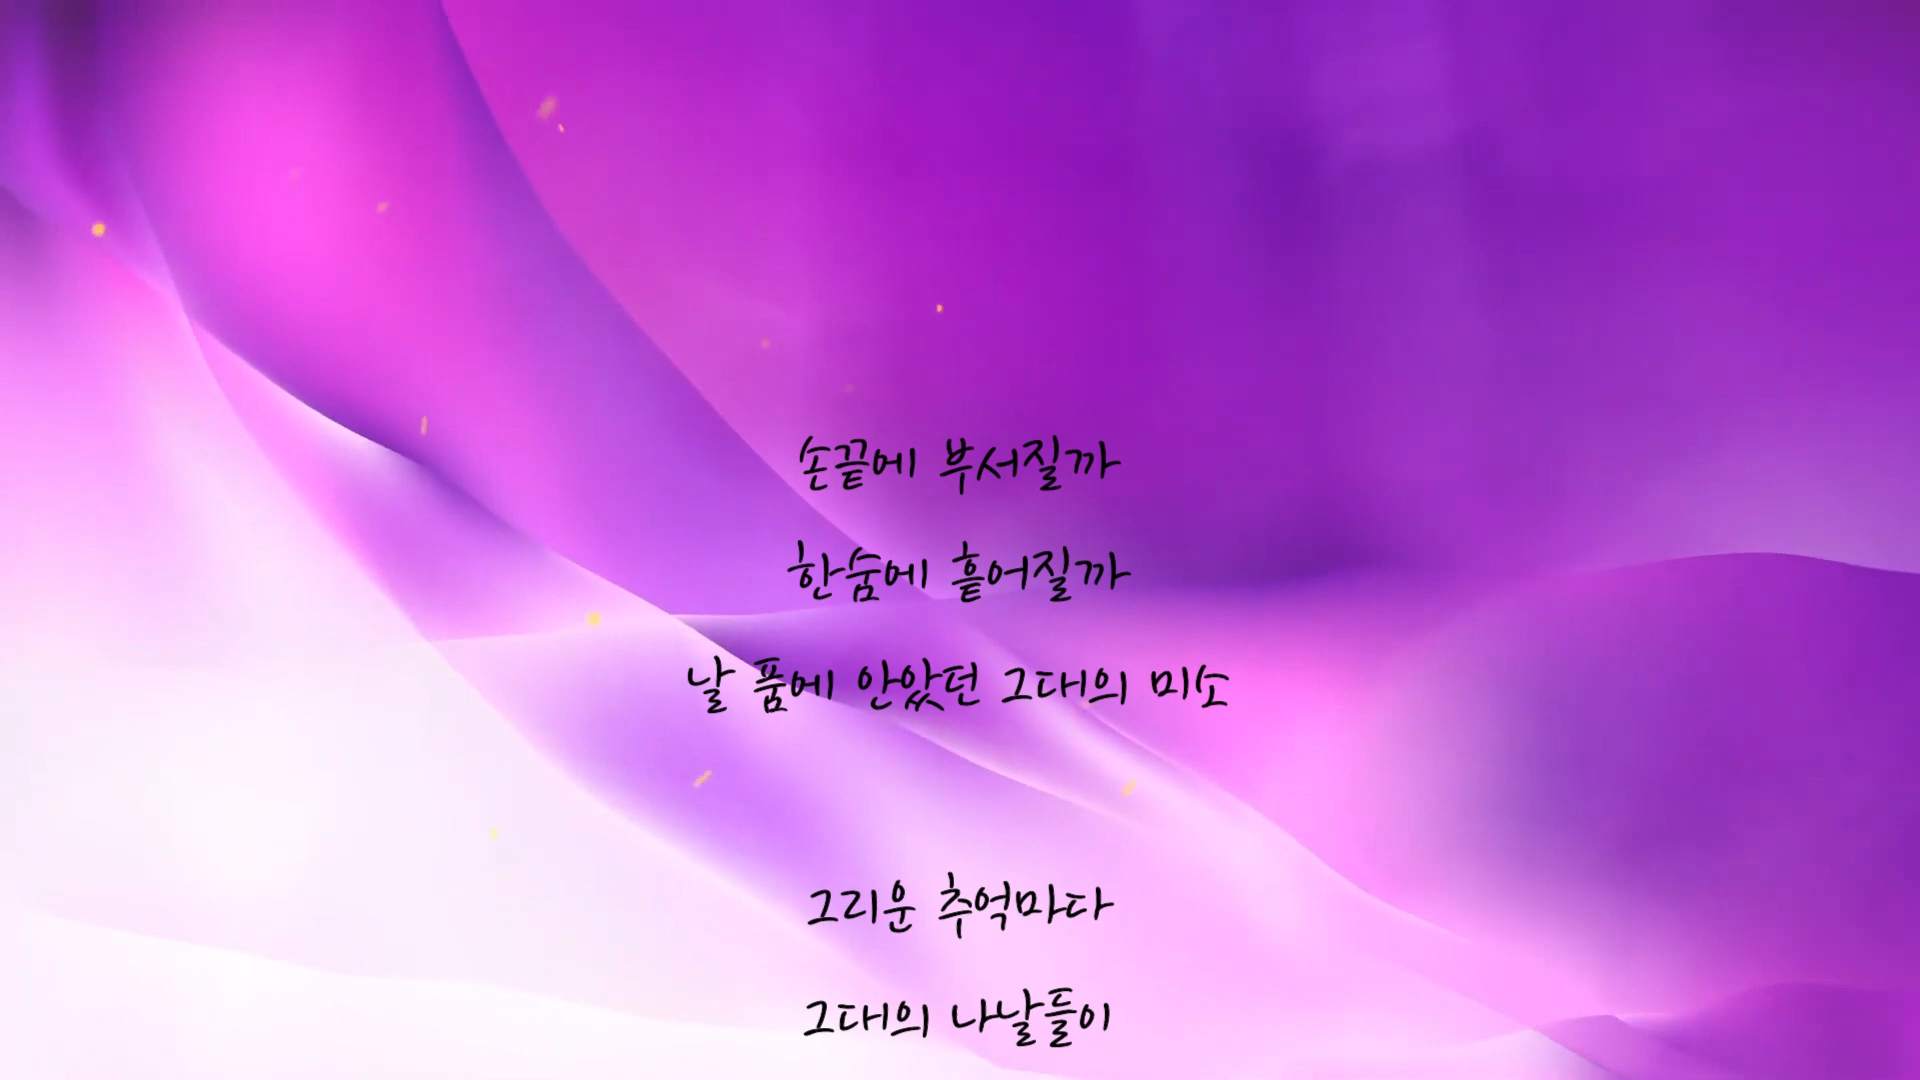 손끝에 부서질까
한숨에 흩어질까
날 품에 안았던 그대의 미소
그리운 추억마다
그대의 나날들이